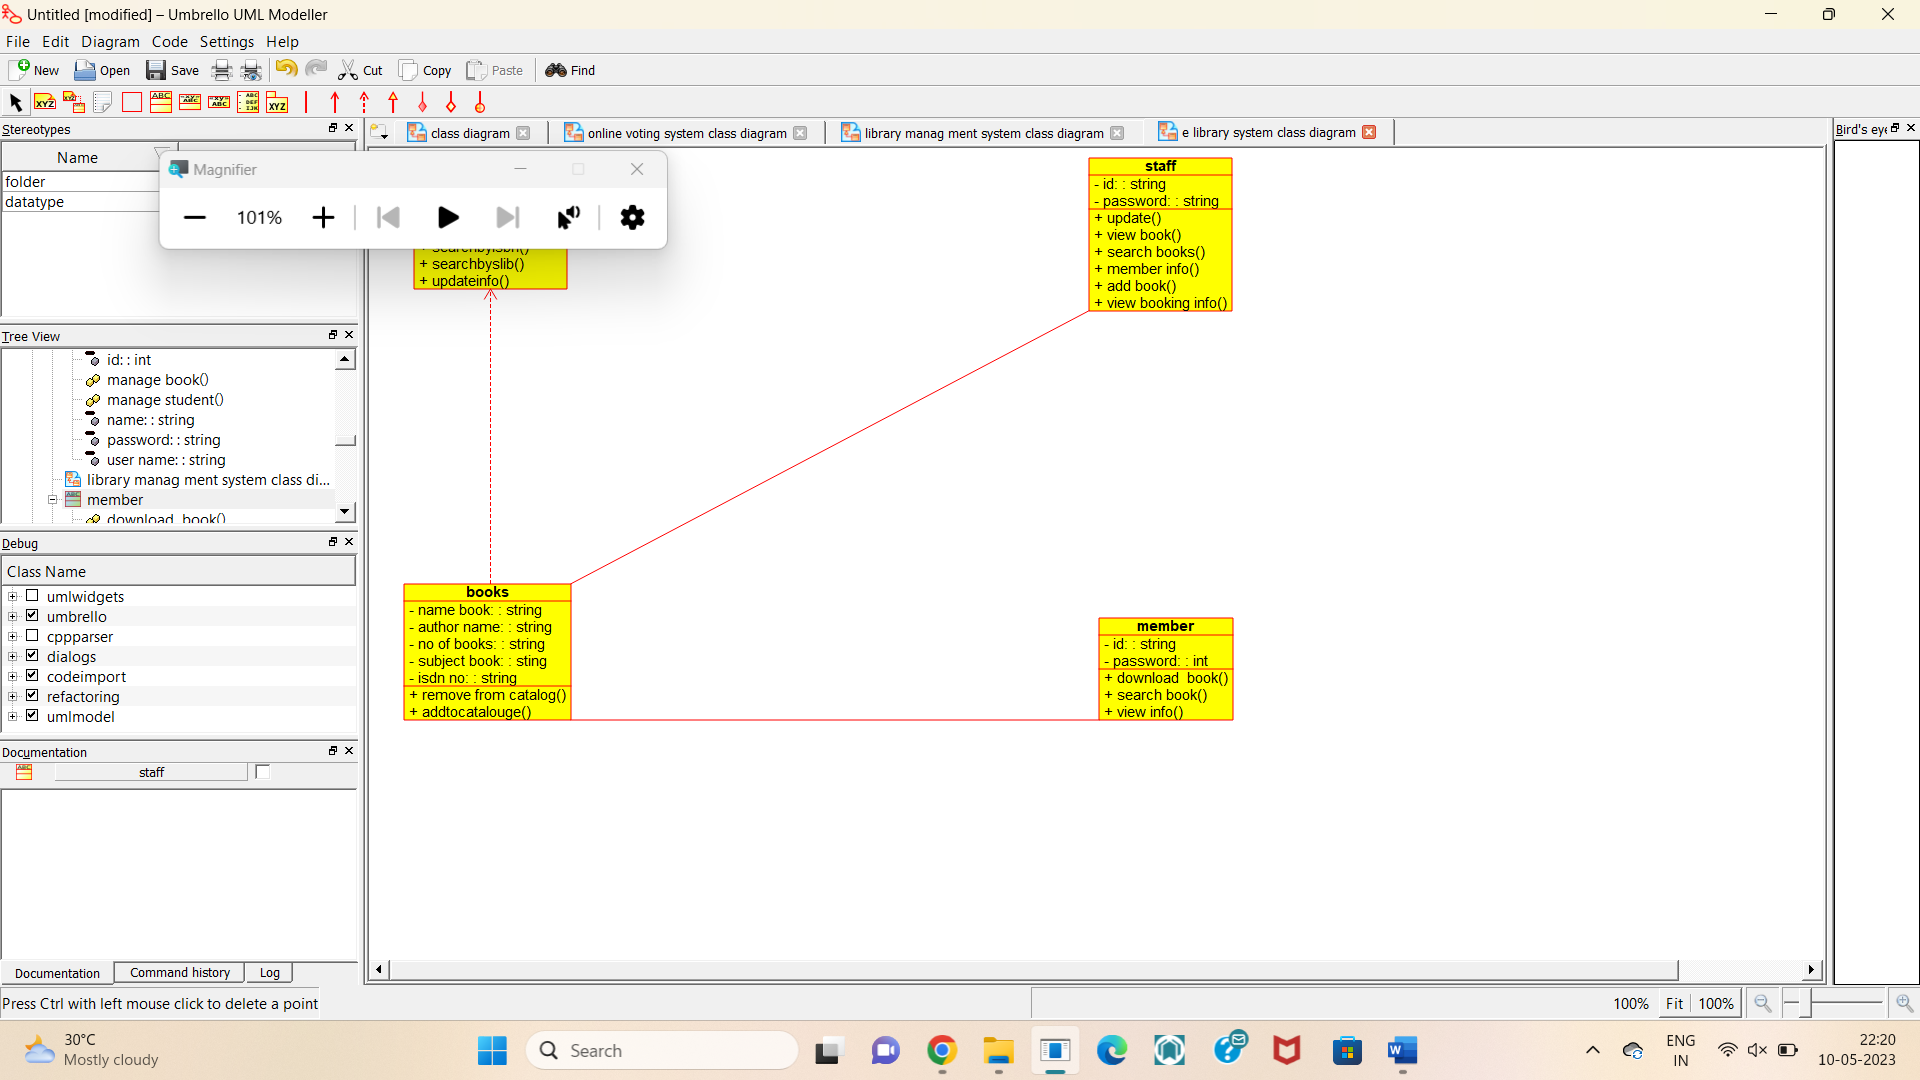 Untitled [modified] – Umbrello UML Modeller
File Edit Diagram Code Settings Help
New Open Save Cut Copy Paste Find
Stereotypes
class diagram
online voting system class diagram
library manag ment system class diagram
e library system class diagram
Bird's eye
Name
folder
datatype
Magnifier
101%
+ searchbyisbn()
+ searchbyslib()
+ updateinfo()
staff
- id: : string
- password: : string
+ update()
+ view book()
+ search books()
+ member info()
+ add book()
+ view booking info()
Tree View
id: : int
manage book()
manage student()
name: : string
password: : string
user name: : string
library manag ment system class di...
member
download book()
Debug
Class Name
umlwidgets
umbrello
cppparser
dialogs
codeimport
refactoring
umlmodel
books
- name book: : string
- author name: : string
- no of books: : string
- subject book: : sting
- isdn no: : string
+ remove from catalog()
+ addtocatalouge()
member
- id: : string
- password: : int
+ download book()
+ search book()
+ view info()
Documentation
staff
Documentation Command history Log
Press Ctrl with left mouse click to delete a point
100% Fit 100%
30°C
Mostly cloudy
Search
ENG
IN
22:20
10-05-2023